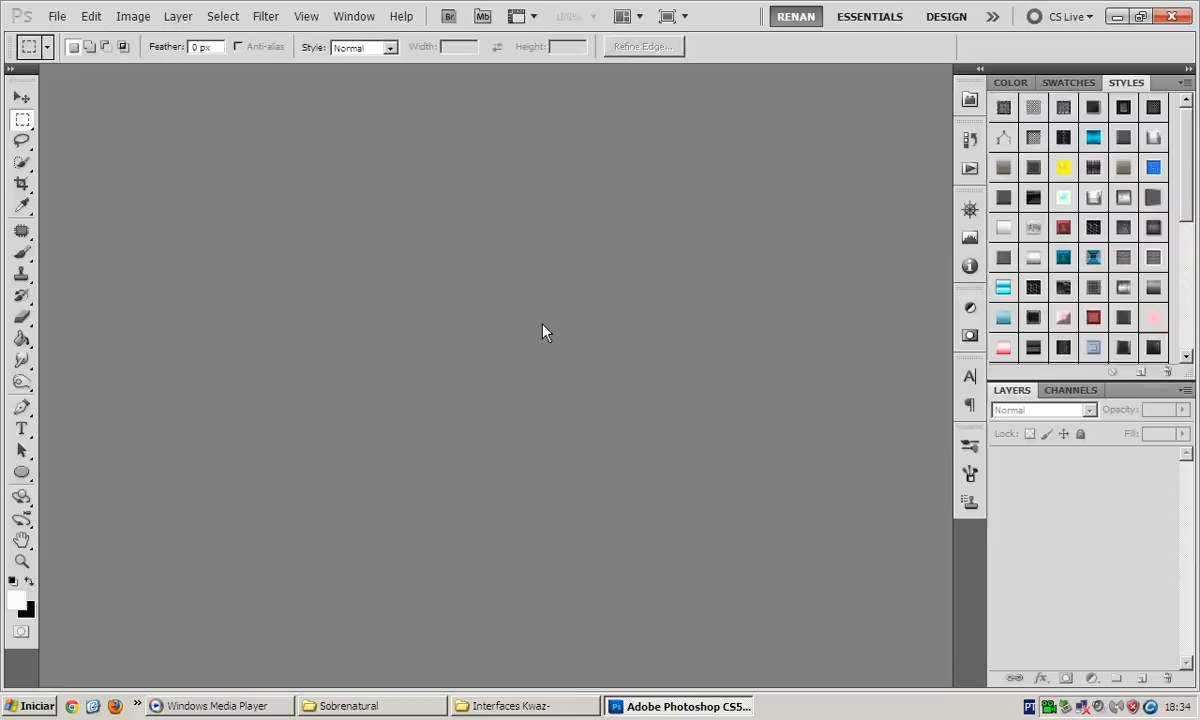 Ps File Edit Image Layer Select Filter View Window Help Br Mb 100% RENAN ESSENTIALS DESIGN CS Live
Feather: 0 px Anti-alias Style: Normal Width: Height: Refine Edge...
COLOR SWATCHES STYLES
LAYERS CHANNELS
Normal Opacity:
Lock: Fill:
Iniciar Windows Media Player Sobrenatural Interfaces Kwaz- Ps Adobe Photoshop CS5... PT 18:34